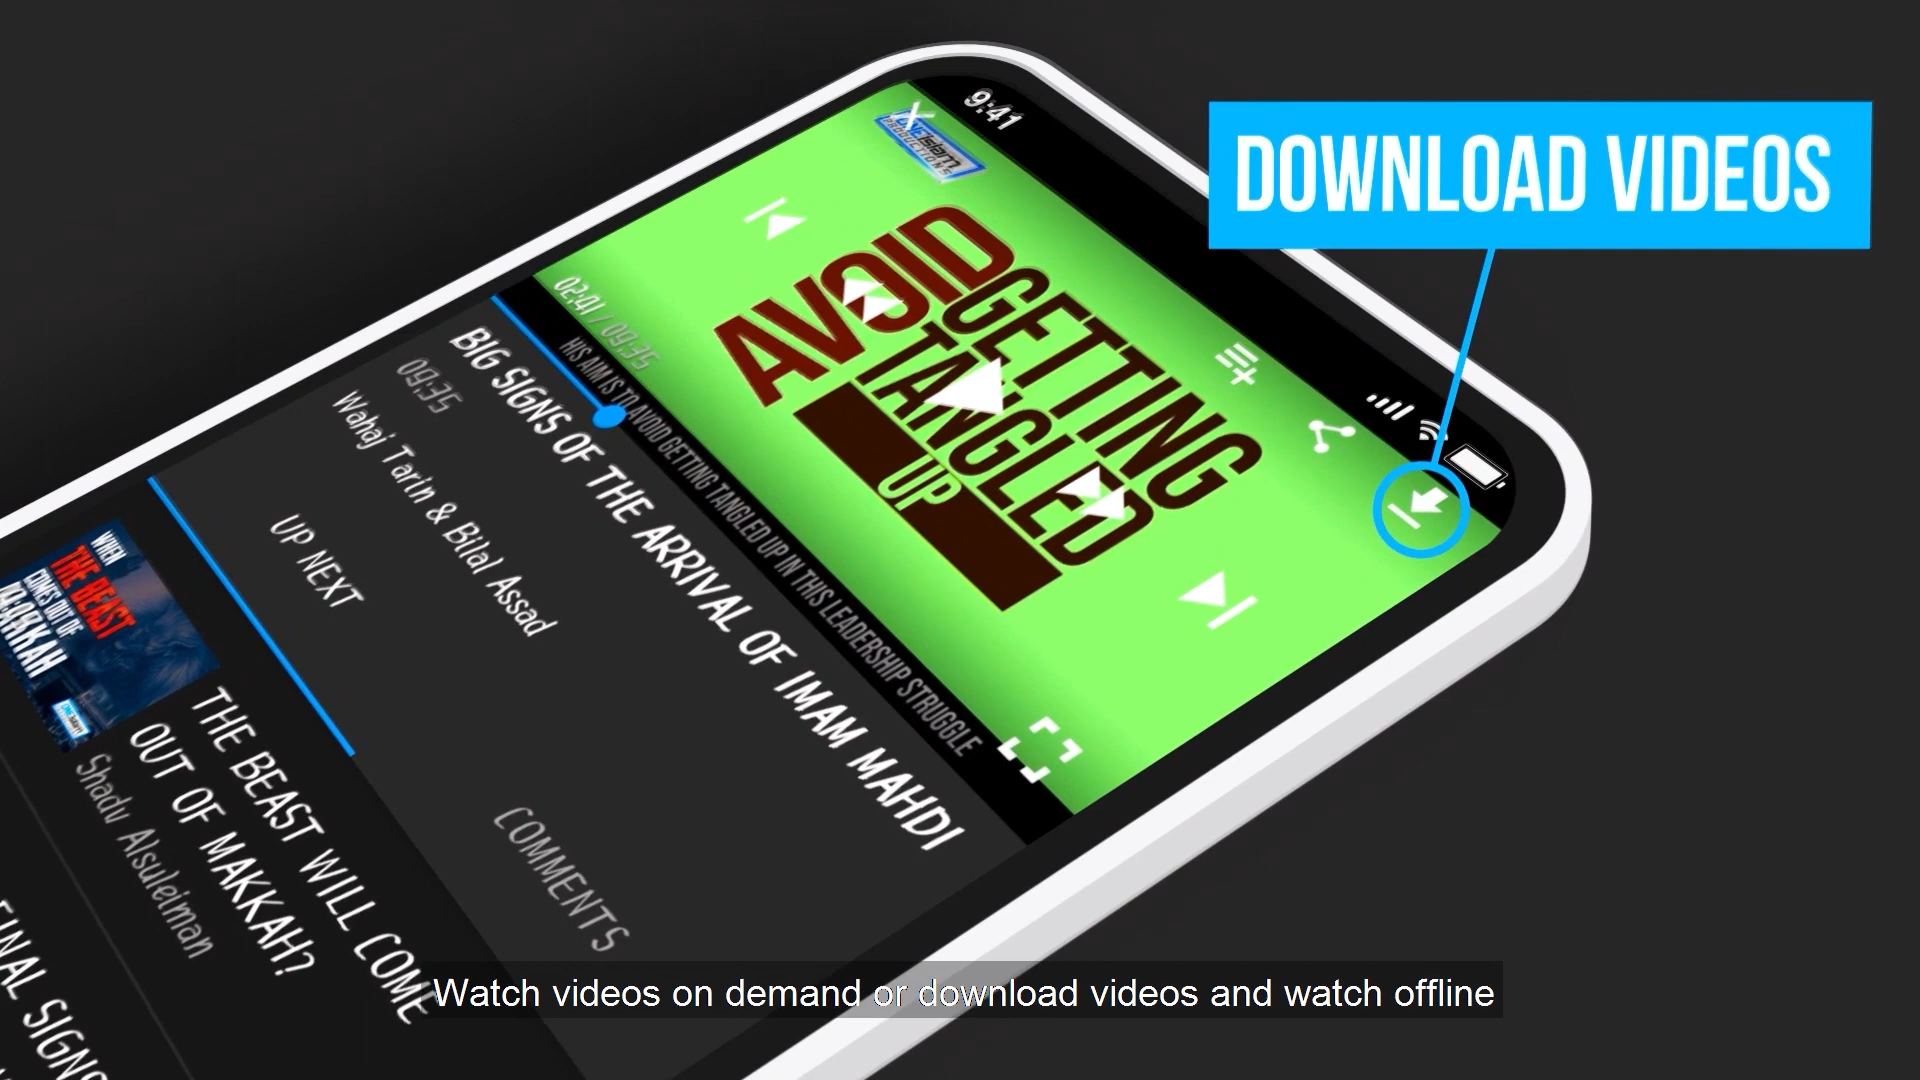 9:41
DOWNLOAD VIDEOS
ONEIslam
PRODUCTIONS
AVOID
GETTING
TANGLED
UP
02:41 / 09:35
HIS AIM IS TO AVOID GETTING TANGLED UP IN THIS LEADERSHIP STRUGGLE
BIG SIGNS OF THE ARRIVAL OF IMAM MAHDI
09:35
Wahaj Tarin & Bilal Assad
UP NEXT
COMMENTS
WHEN
THE BEAST
COMES OUT OF
MAKKAH
THE BEAST WILL COME
OUT OF MAKKAH?
Shady Alsuleiman
FINAL SIGNS
Watch videos on demand or download videos and watch offline